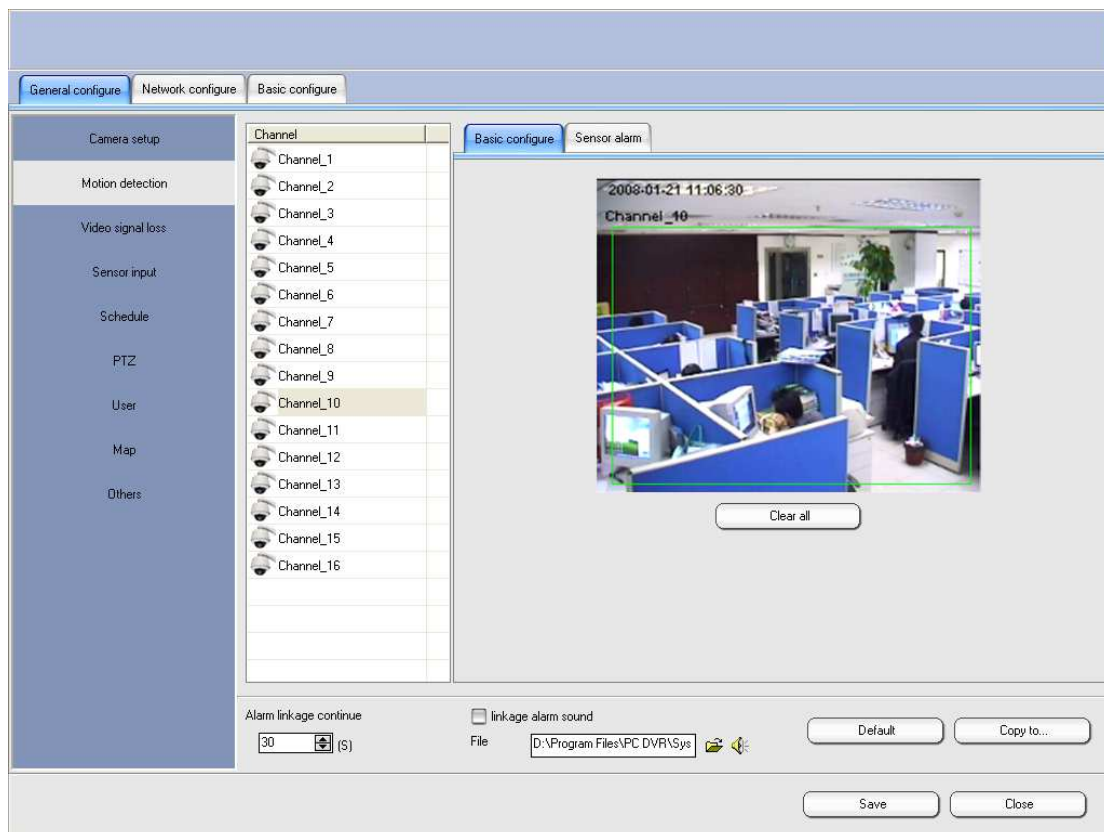 General configure
Network configure
Basic configure
Camera setup
Motion detection
Video signal loss
Sensor input
Schedule
PTZ
User
Map
Others
Channel
Channel_1
Channel_2
Channel_3
Channel_4
Channel_5
Channel_6
Channel_7
Channel_8
Channel_9
Channel_10
Channel_11
Channel_12
Channel_13
Channel_14
Channel_15
Channel_16
Basic configure
Sensor alarm
2008-01-21 11:06:30
Channel_10
Clear all
Alarm linkage continue
30 (S)
linkage alarm sound
File D:\Program Files\PC DVR\Sys
Default
Copy to...
Save
Close